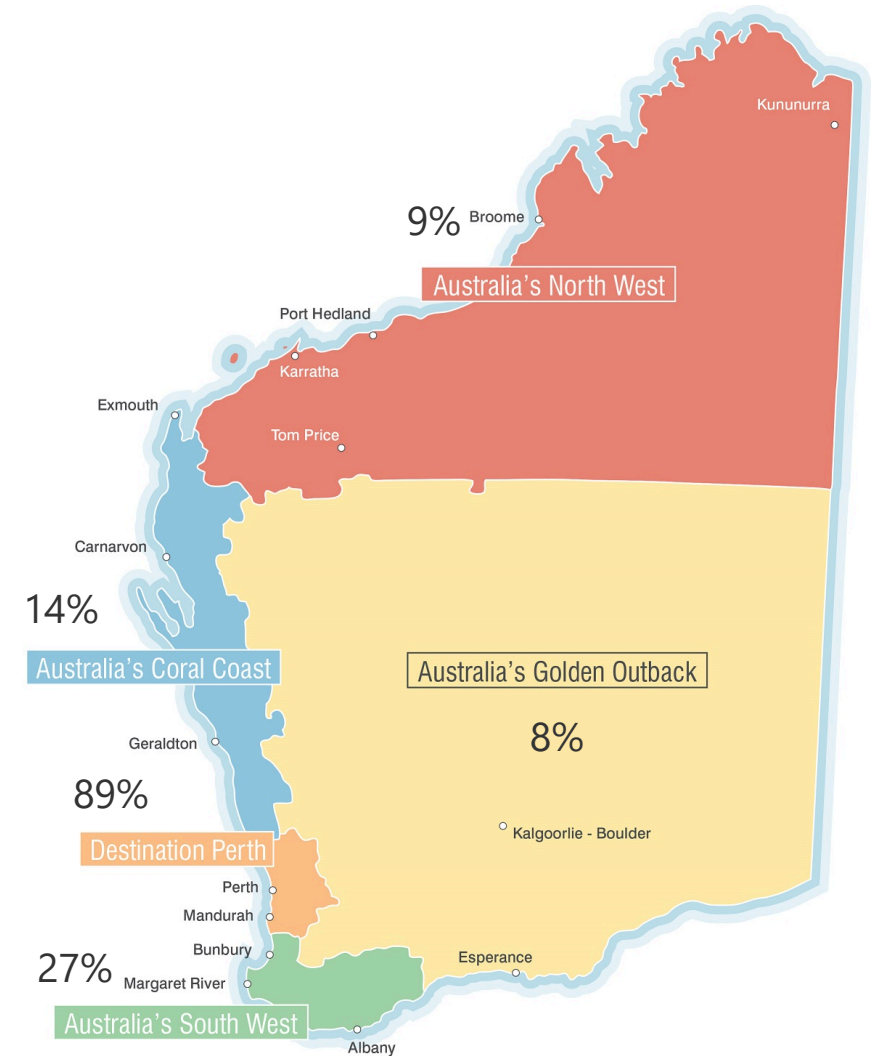 Kununurra
9% Broome
Australia’s North West
Port Hedland
Karratha
Exmouth
Tom Price
Carnarvon
14%
Australia’s Coral Coast
Australia’s Golden Outback
8%
Geraldton
89%
Kalgoorlie - Boulder
Destination Perth
Perth
Mandurah
Bunbury
Esperance
27% Margaret River
Australia’s South West
Albany